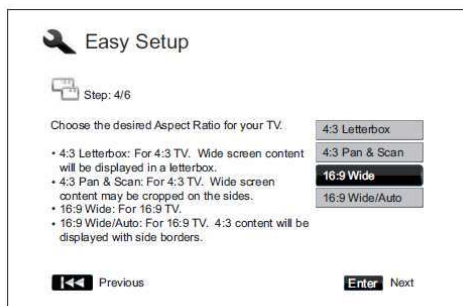 Easy Setup
Step: 4/6
Choose the desired Aspect Ratio for your TV.
• 4:3 Letterbox: For 4:3 TV. Wide screen content
will be displayed in a letterbox.
• 4:3 Pan & Scan: For 4:3 TV. Wide screen
content may be cropped on the sides.
• 16:9 Wide: For 16:9 TV.
• 16:9 Wide/Auto: For 16:9 TV. 4:3 content will be
displayed with side borders.
4:3 Letterbox
4:3 Pan & Scan
16:9 Wide
16:9 Wide/Auto
Previous
Enter Next